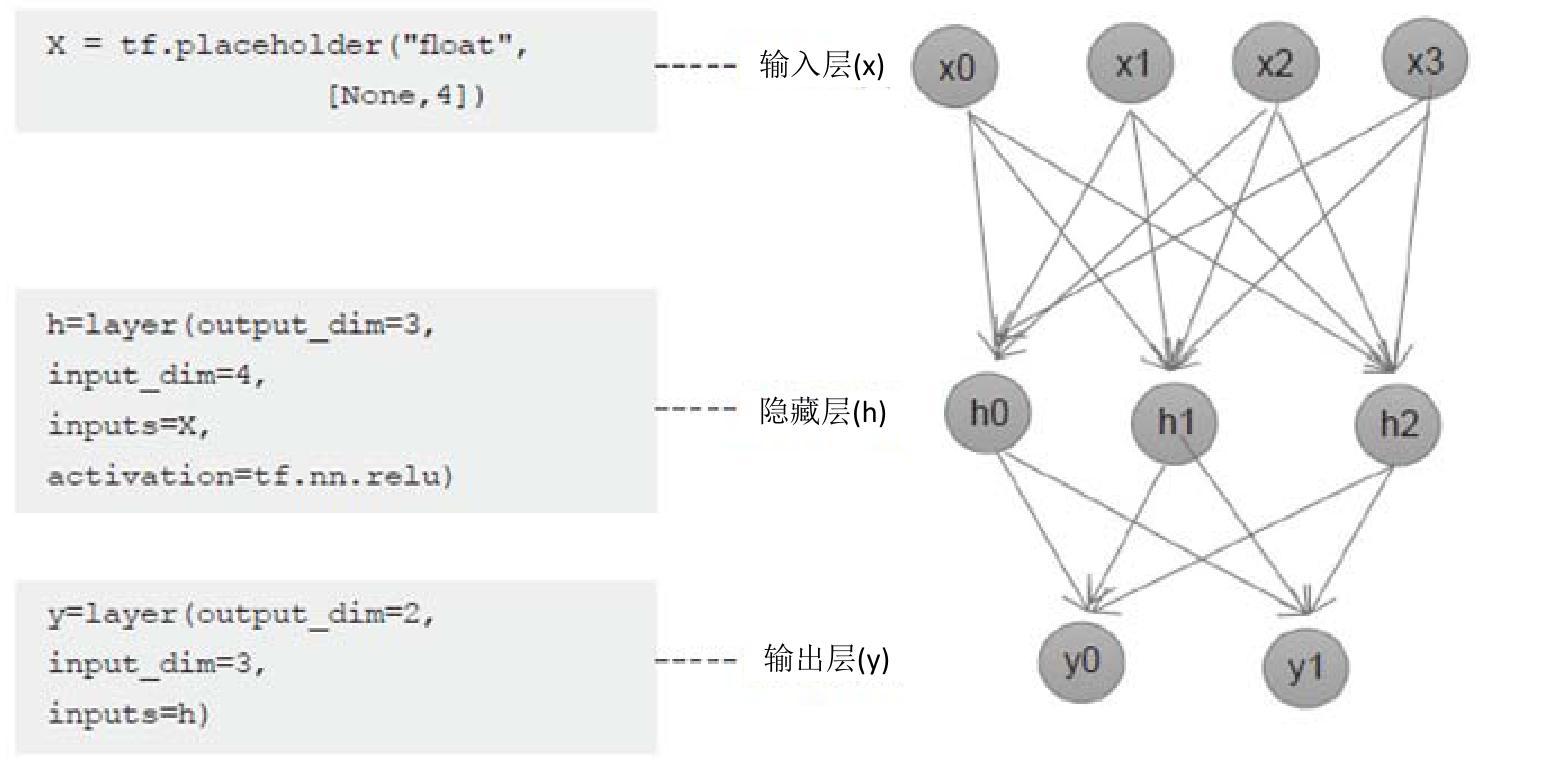 X = tf.placeholder("float",
[None,4])
输入层(x)
x0
x1
x2
x3
h=layer(output_dim=3,
input_dim=4,
inputs=X,
activation=tf.nn.relu)
隐藏层(h)
h0
h1
h2
y=layer(output_dim=2,
input_dim=3,
inputs=h)
输出层(y)
y0
y1